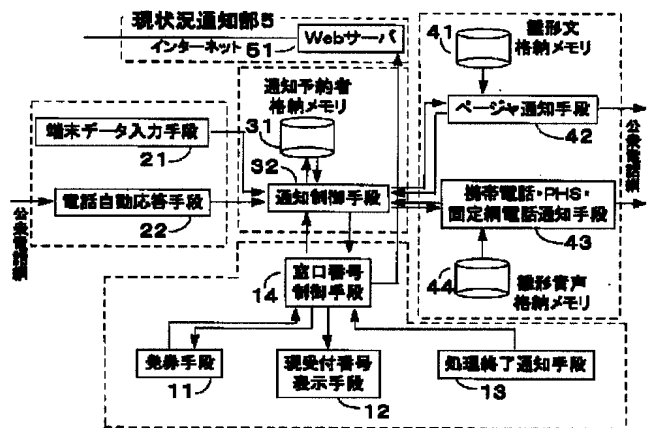 現状況通知部5
インターネット
51
Webサーバ
41
雛形文
格納メモリ
通知予約者
格納メモリ
31
端末データ入力手段
21
32
ページャ通知手段
42
公衆電話網
電話自動応答手段
22
公衆電話網
通知制御手段
携帯電話・PHS・
固定網電話通知手段
43
14
窓口番号
制御手段
44
雛形音声
格納メモリ
発券手段
11
現受付番号
表示手段
12
処理終了通知手段
13